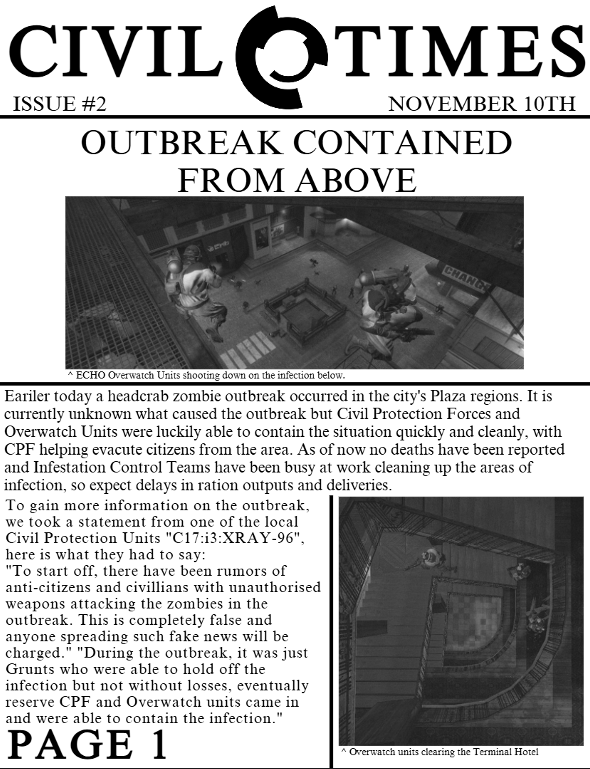 CIVIL TIMES
ISSUE #2 NOVEMBER 10TH
OUTBREAK CONTAINED
FROM ABOVE
CHANG
^ ECHO Overwatch Units shooting down on the infection below.
Eariler today a headcrab zombie outbreak occurred in the city's Plaza regions. It is
currently unknown what caused the outbreak but Civil Protection Forces and
Overwatch Units were luckily able to contain the situation quickly and cleanly, with
CPF helping evacute citizens from the area. As of now no deaths have been reported
and Infestation Control Teams have been busy at work cleaning up the areas of
infection, so expect delays in ration outputs and deliveries.
To gain more information on the outbreak,
we took a statement from one of the local
Civil Protection Units "C17:i3:XRAY-96",
here is what they had to say:
"To start off, there have been rumors of
anti-citizens and civillians with unauthorised
weapons attacking the zombies in the
outbreak. This is completely false and
anyone spreading such fake news will be
charged." "During the outbreak, it was just
Grunts who were able to hold off the
infection but not without losses, eventually
reserve CPF and Overwatch units came in
and were able to contain the infection."
PAGE 1
^ Overwatch units clearing the Terminal Hotel